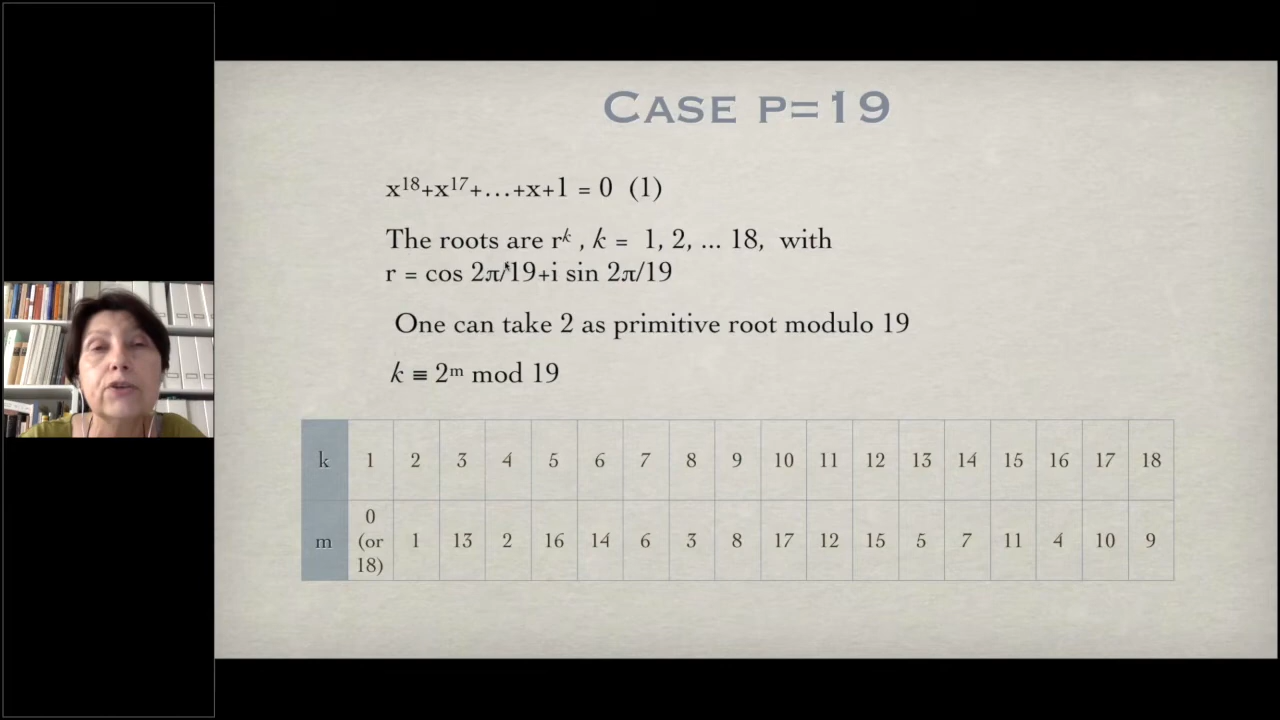 CASE P=19
x¹⁸+x¹⁷+…+x+1 = 0 (1)
The roots are rᵏ , k = 1, 2, ... 18, with
r = cos 2π/19+i sin 2π/19
One can take 2 as primitive root modulo 19
k ≡ 2ᵐ mod 19
k 1 2 3 4 5 6 7 8 9 10 11 12 13 14 15 16 17 18
m 0 (or 18) 1 13 2 16 14 6 3 8 17 12 15 5 7 11 4 10 9